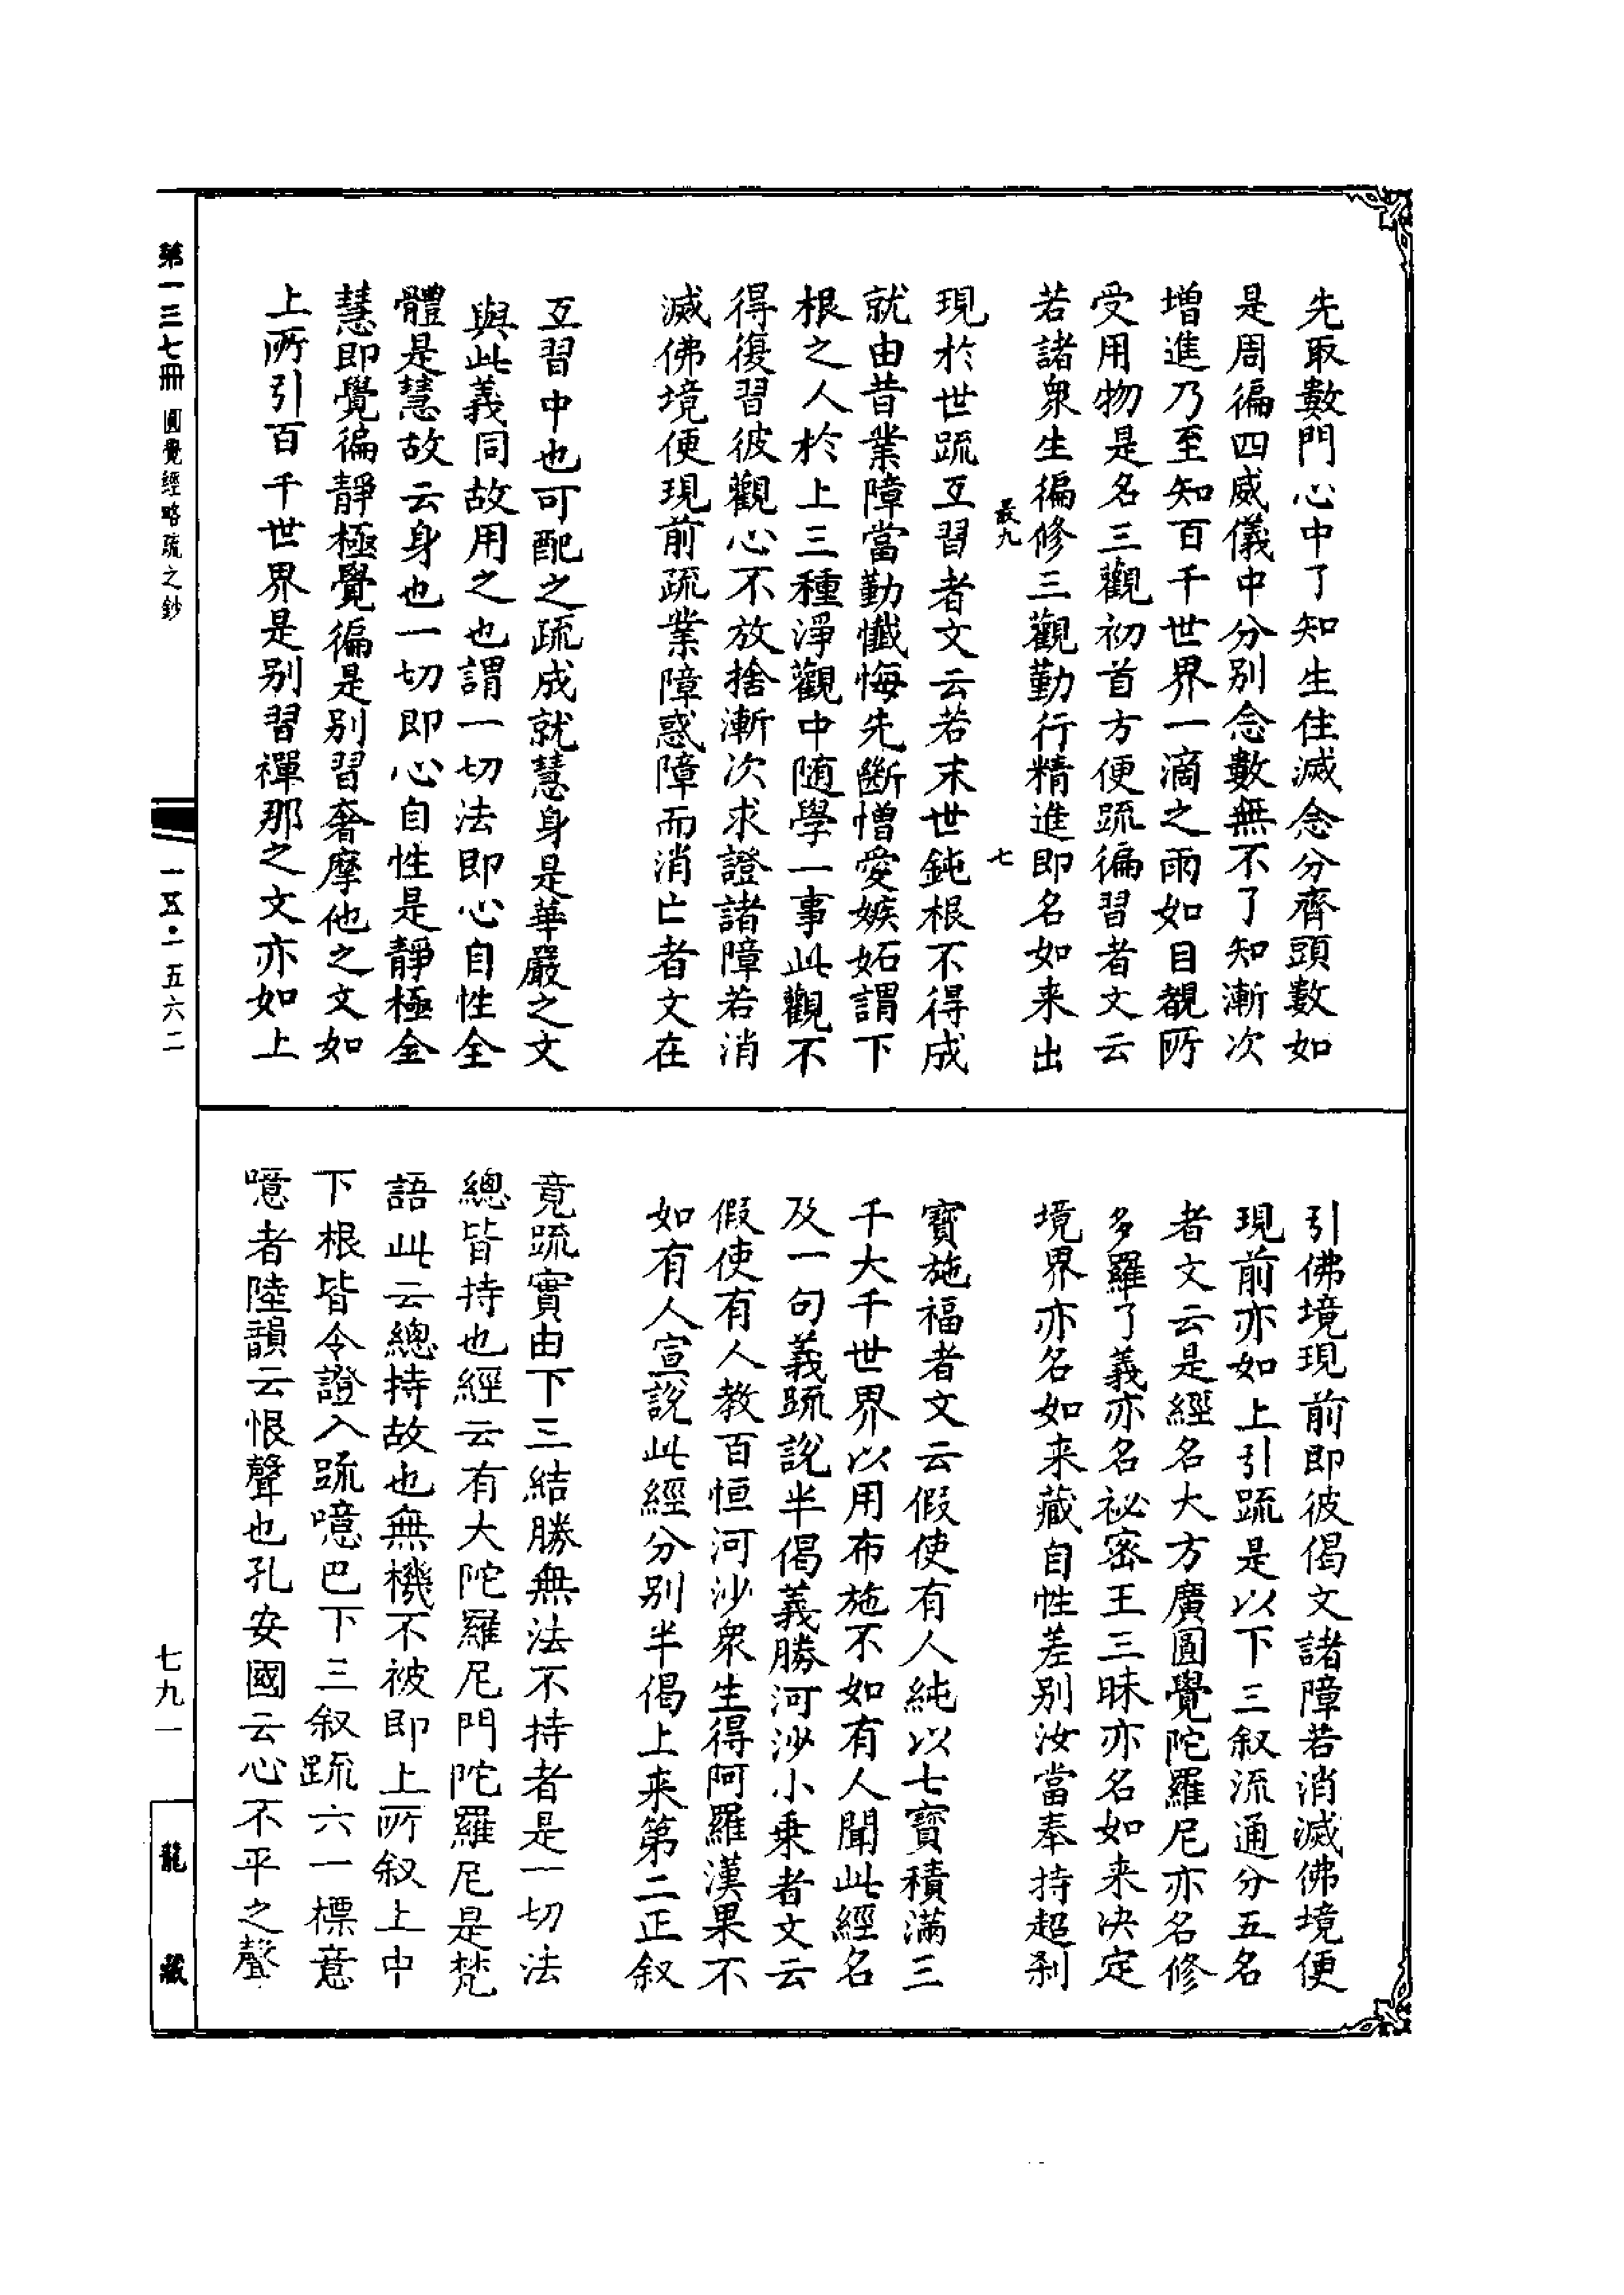 先取數門心中了知生住滅念分齊頭數如
是周徧四威儀中分別念數無不了知漸次
增進乃至知百千世界一滴之雨如目覩所
受用物是名三觀初首方便疏徧習者文云
若諸衆生徧修三觀勤行精進即名如来出
最九
七
現於世疏互習者文云若末世鈍根不得成
就由昔業障當勤懺悔先斷憎愛嫉妬謂下
根之人於上三種淨觀中随學一事此觀不
得復習彼觀心不放捨漸次求證諸障若消
滅佛境便現前疏業障惑障而消亡者文在
互習中也可配之疏成就慧身是華嚴之文
與此義同故用之也謂一切法即心自性全
體是慧故云身也一切即心自性是靜極全
慧即覺徧靜極覺徧是別習奢摩他之文如
上所引百千世界是別習禪那之文亦如上
引佛境現前即彼偈文諸障若消滅佛境便
現前亦如上引疏是以下三叙流通分五名
者文云是經名大方廣圓覺陀羅尼亦名修
多羅了義亦名祕密王三昧亦名如来决定
境界亦名如来藏自性差別汝當奉持超刹
寳施福者文云假使有人純以七寳積滿三
千大千世界以用布施不如有人聞此經名
及一句義疏說半偈義勝河沙小乗者文云
假使有人教百恒河沙衆生得阿羅漢果不
如有人宣說此經分別半偈上来第二正叙
竟疏實由下三結勝無法不持者是一切法
總皆持也經云有大陀羅尼門陀羅尼是梵
語此云總持故也無機不被即上所叙上中
下根皆令證入疏噫巴下三叙疏六一標意
噫者陸韻云恨聲也孔安國云心不平之聲
第一三七冊 圓覺經略疏之鈔
一五·一五六二
七九一
龍藏